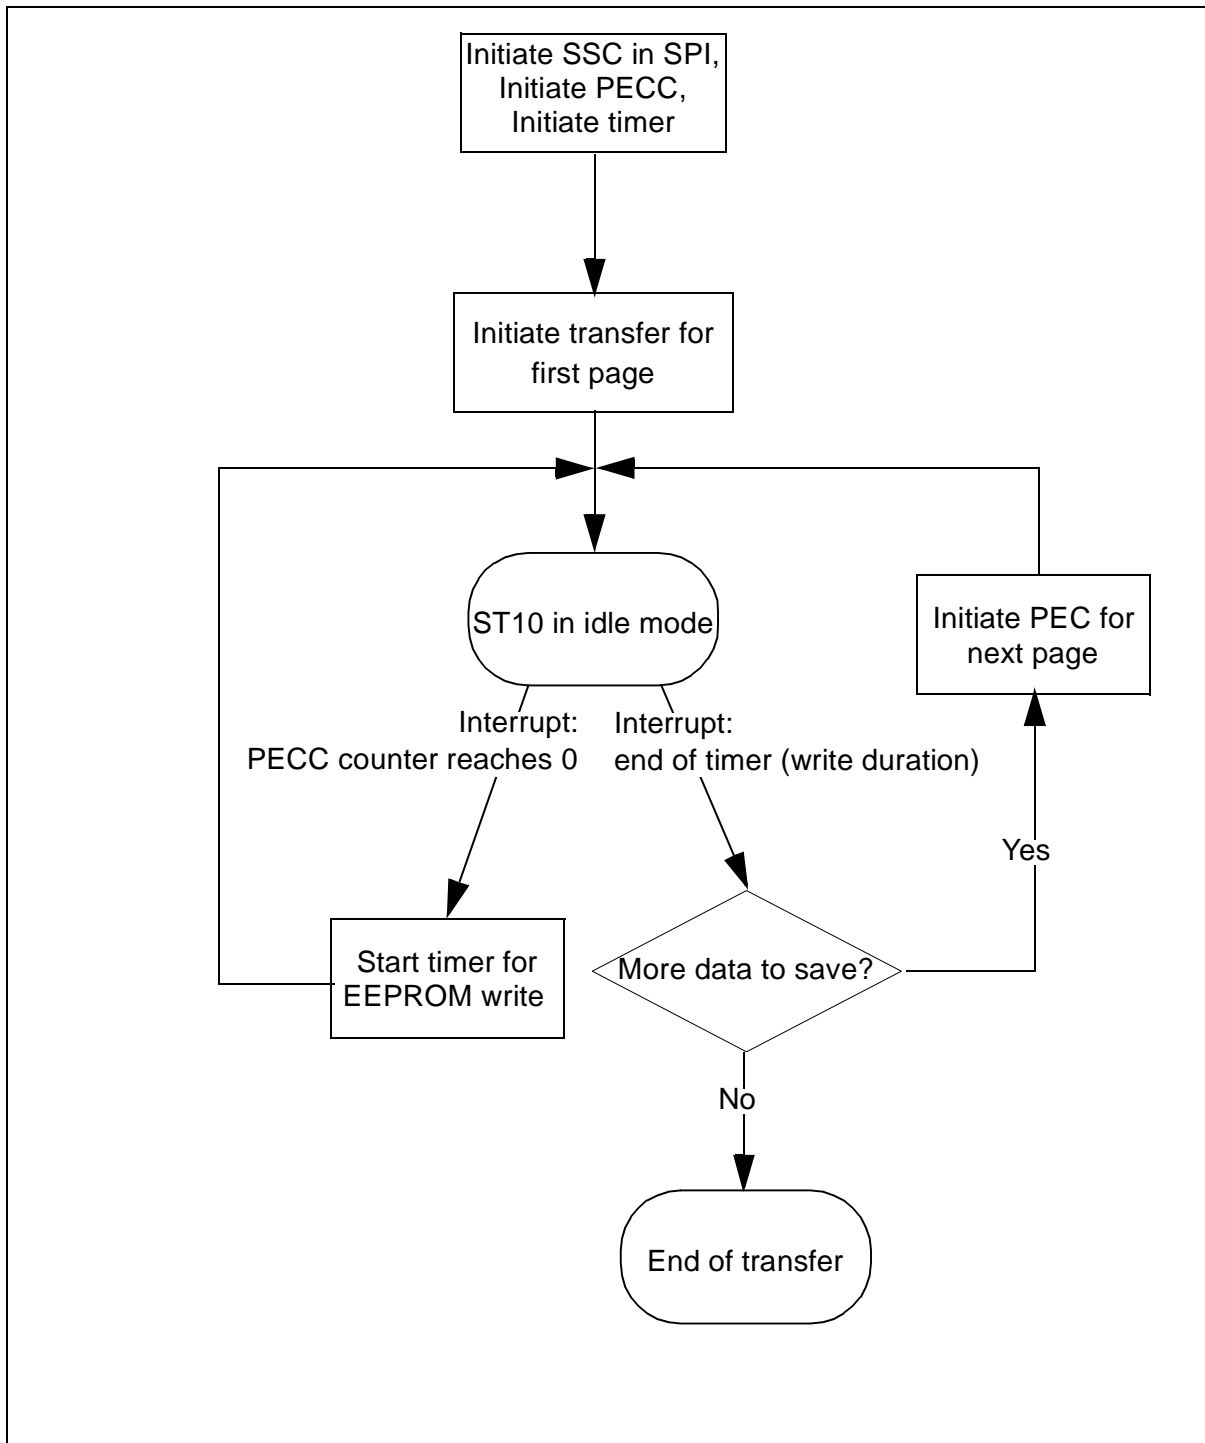 Initiate SSC in SPI,
Initiate PECC,
Initiate timer
Initiate transfer for
first page
ST10 in idle mode
Initiate PEC for
next page
Interrupt:
PECC counter reaches 0
Interrupt:
end of timer (write duration)
Yes
Start timer for
EEPROM write
More data to save?
No
End of transfer